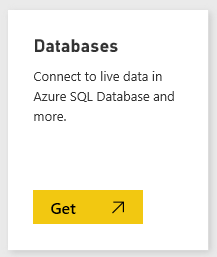 Databases
Connect to live data in
Azure SQL Database and
more.
Get